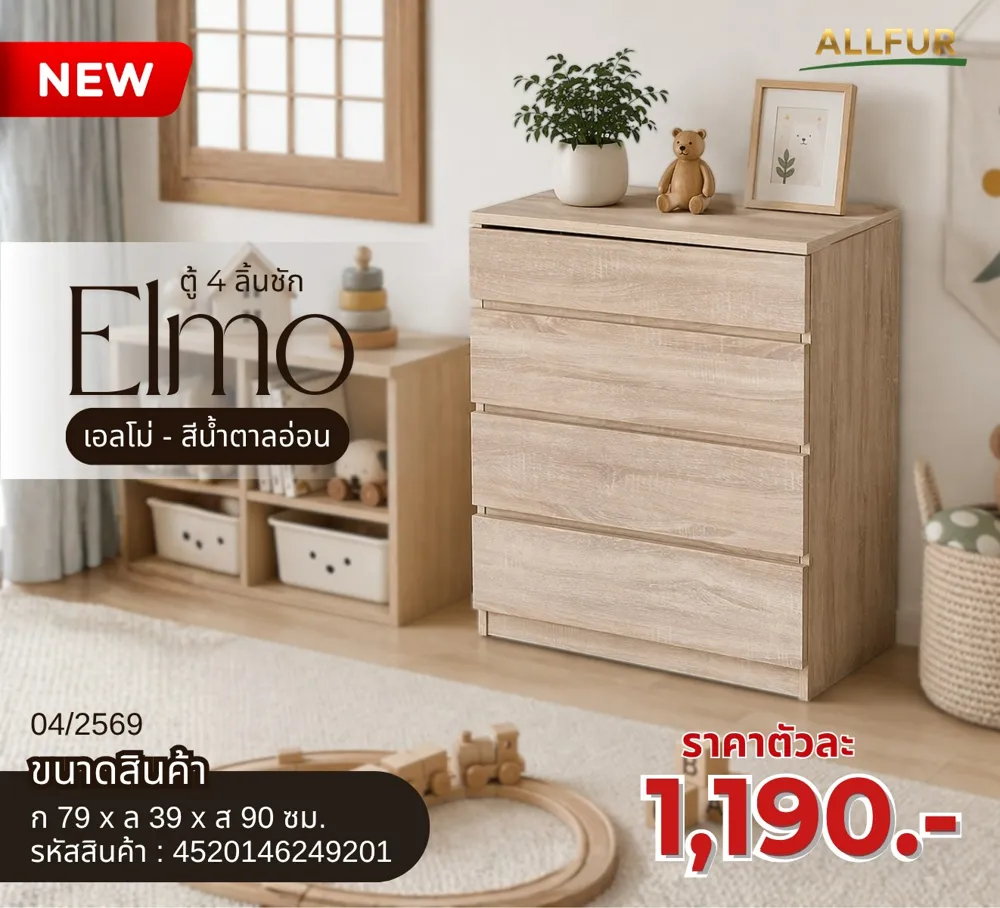 NEW
ALLFUR
ตู้ 4 ลิ้นชัก
Elmo
เอลโม่ - สีน้ำตาลอ่อน
04/2569
ขนาดสินค้า
ก 79 x ล 39 x ส 90 ซม.
รหัสสินค้า : 4520146249201
ราคาตัวละ
1,190.-